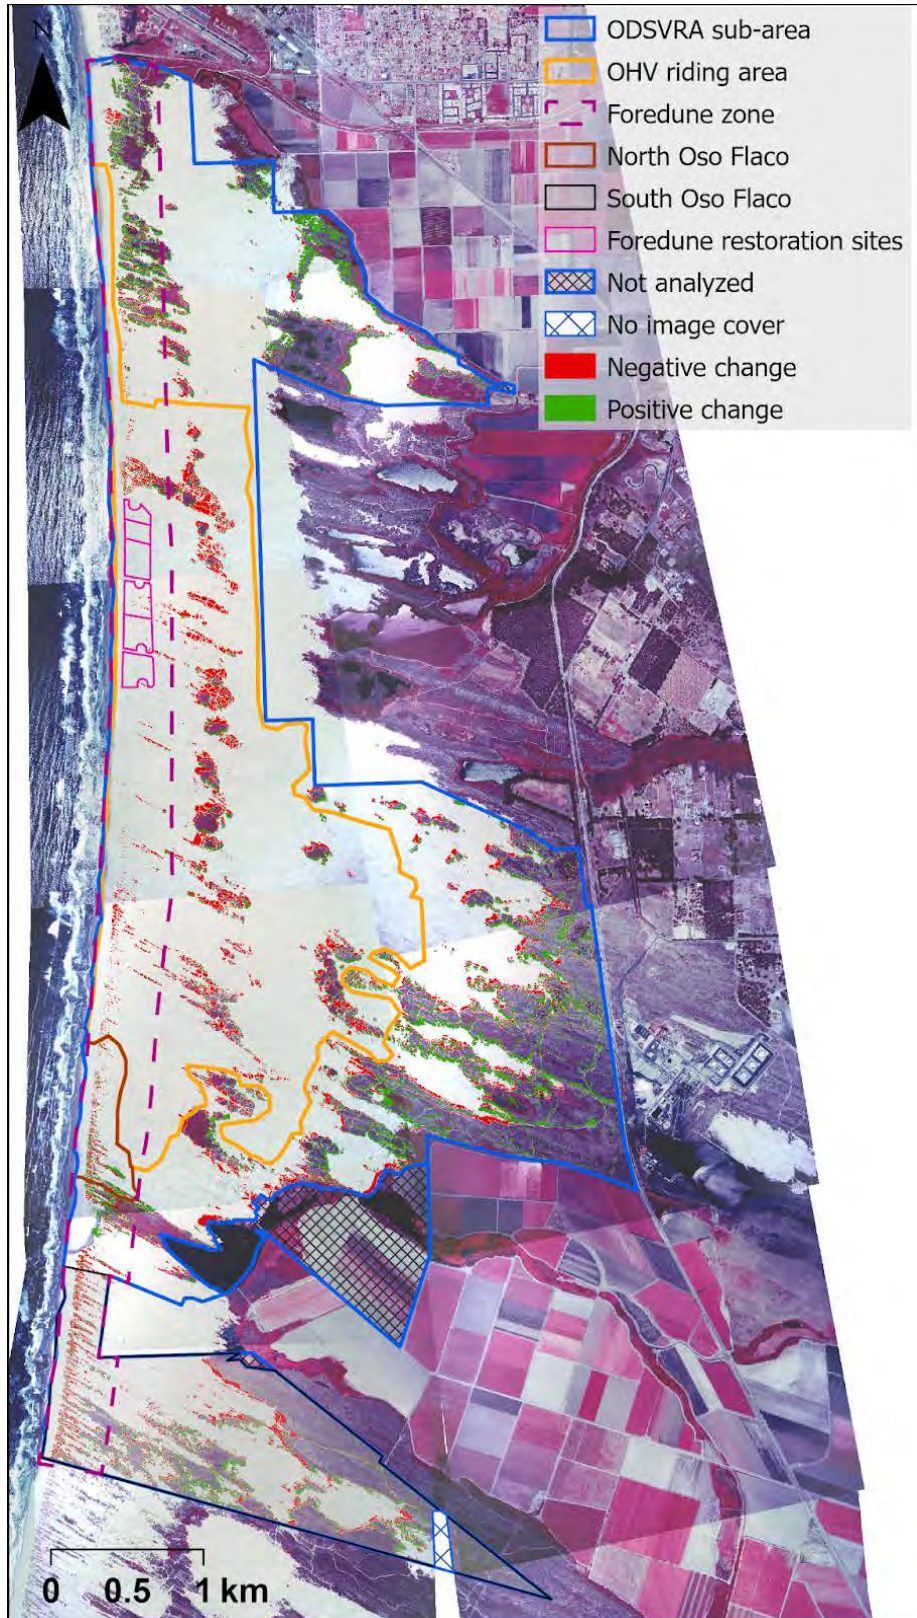 N
ODSVRA sub-area
OHV riding area
Foredune zone
North Oso Flaco
South Oso Flaco
Foredune restoration sites
Not analyzed
No image cover
Negative change
Positive change
0 0.5 1 km